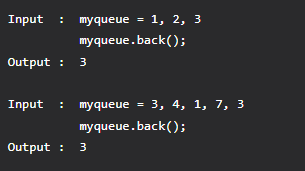 Input  :  myqueue = 1, 2, 3
          myqueue.back();
Output :  3
Input  :  myqueue = 3, 4, 1, 7, 3
          myqueue.back();
Output :  3